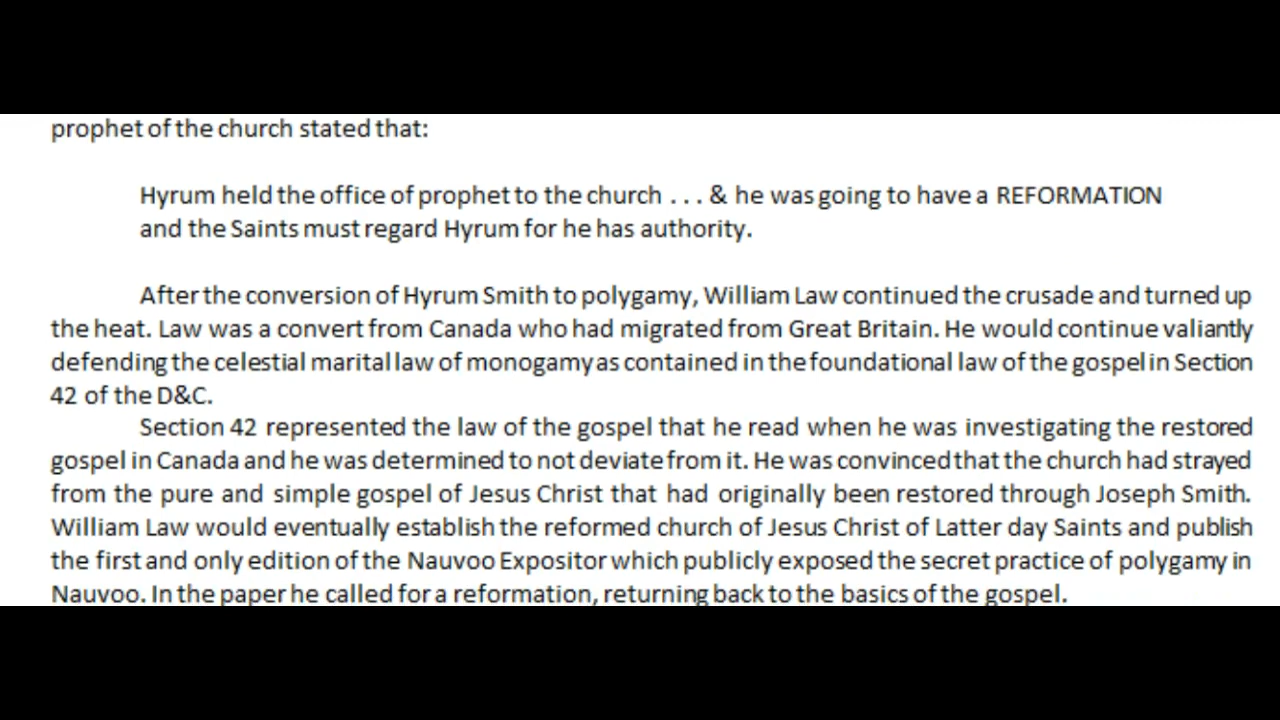 prophet of the church stated that:
Hyrum held the office of prophet to the church . . . & he was going to have a REFORMATION
and the Saints must regard Hyrum for he has authority.
After the conversion of Hyrum Smith to polygamy, William Law continued the crusade and turned up
the heat. Law was a convert from Canada who had migrated from Great Britain. He would continue valiantly
defending the celestial marital law of monogamy as contained in the foundational law of the gospel in Section
42 of the D&C.
Section 42 represented the law of the gospel that he read when he was investigating the restored
gospel in Canada and he was determined to not deviate from it. He was convinced that the church had strayed
from the pure and simple gospel of Jesus Christ that had originally been restored through Joseph Smith.
William Law would eventually establish the reformed church of Jesus Christ of Latter day Saints and publish
the first and only edition of the Nauvoo Expositor which publicly exposed the secret practice of polygamy in
Nauvoo. In the paper he called for a reformation, returning back to the basics of the gospel.